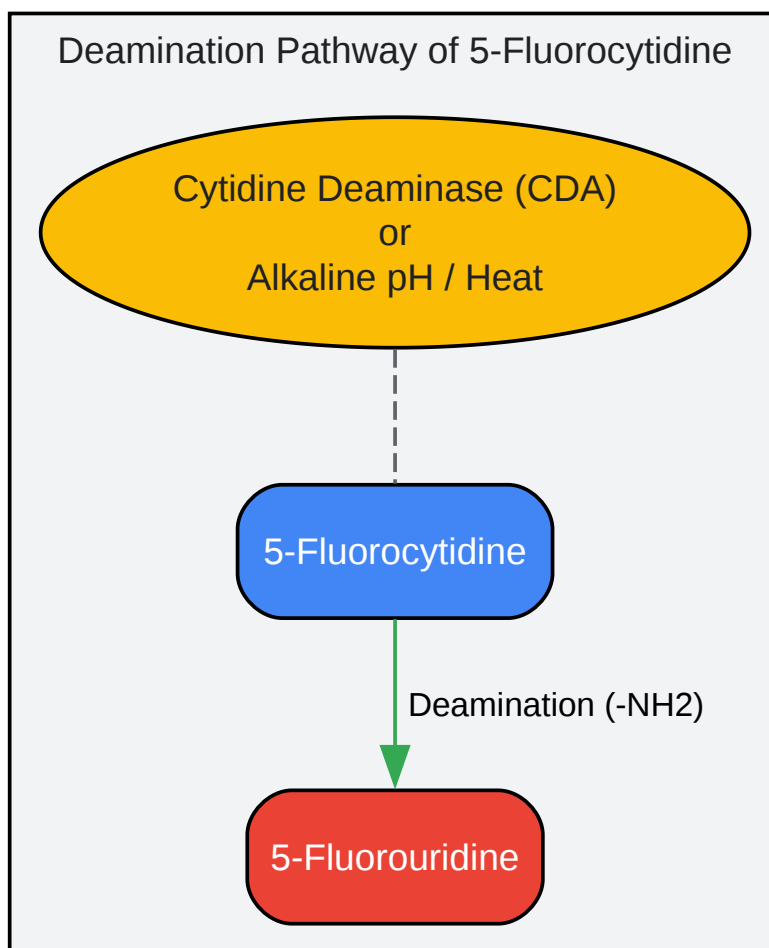 Deamination Pathway of 5-Fluorocytidine
Cytidine Deaminase (CDA)
or
Alkaline pH / Heat
5-Fluorocytidine
Deamination (-NH2)
5-Fluorouridine